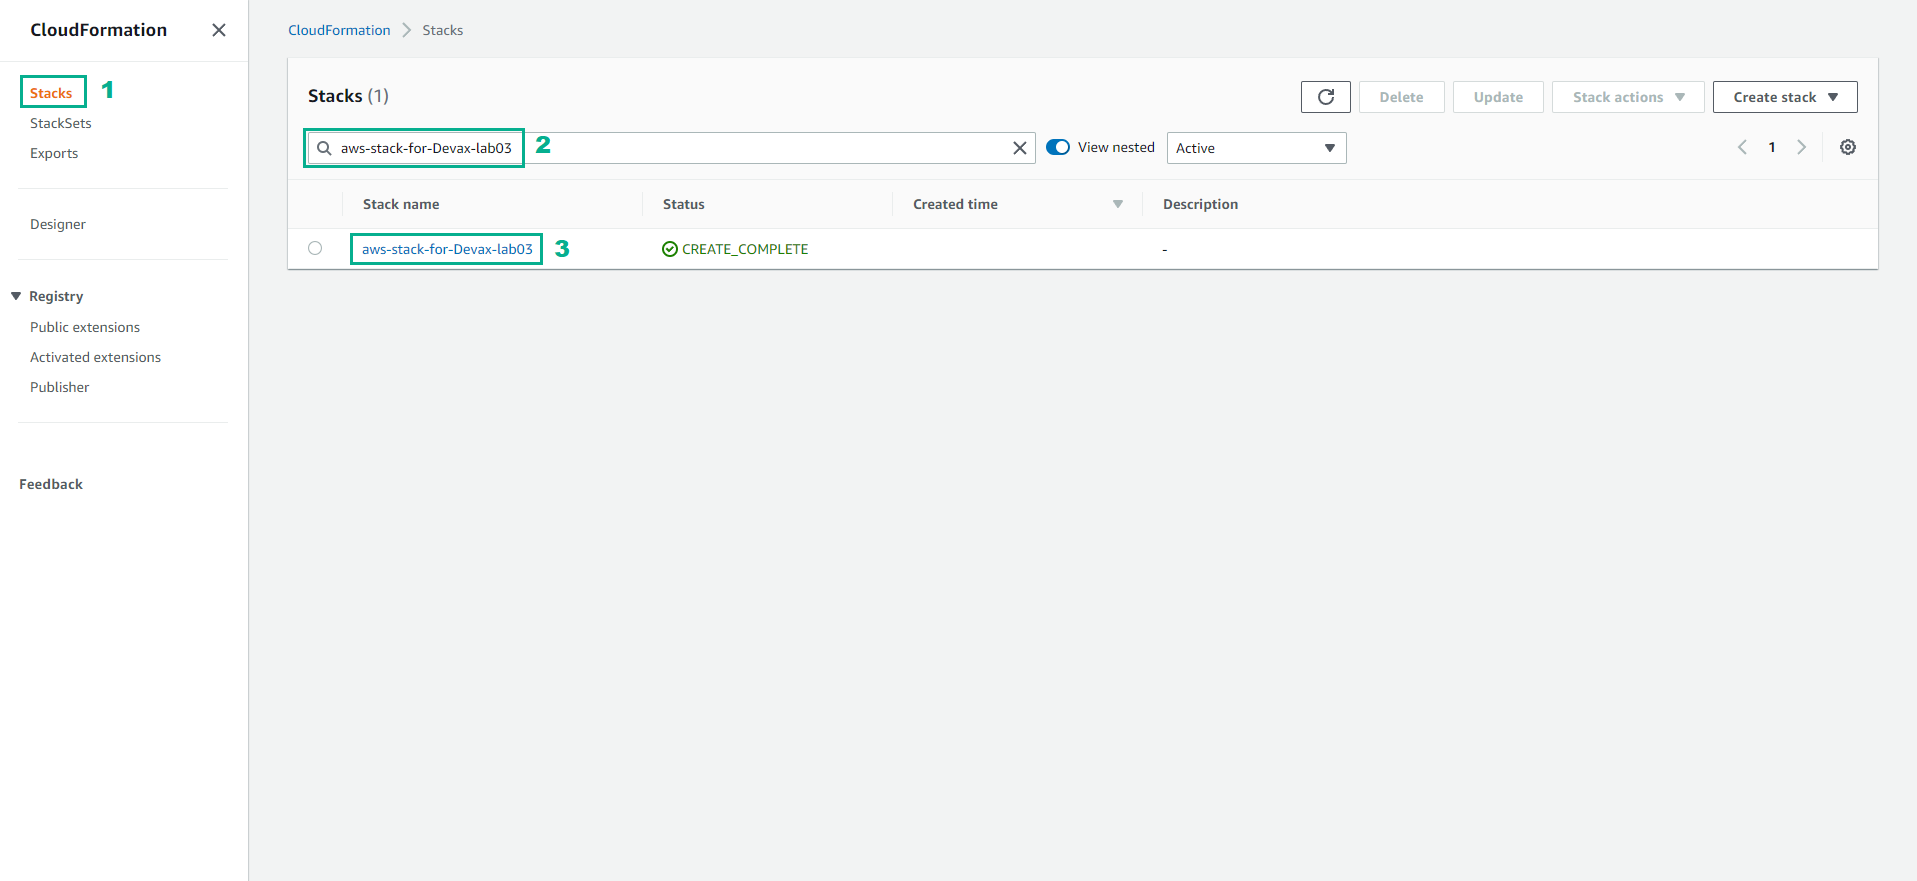 CloudFormation
Stacks 1
StackSets
Exports
Designer
Registry
Public extensions
Activated extensions
Publisher
Feedback
CloudFormation Stacks
Stacks (1) Delete Update Stack actions Create stack
aws-stack-for-Devax-lab03 2 View nested Active 1
Stack name Status Created time Description
aws-stack-for-Devax-lab03 3 CREATE_COMPLETE -